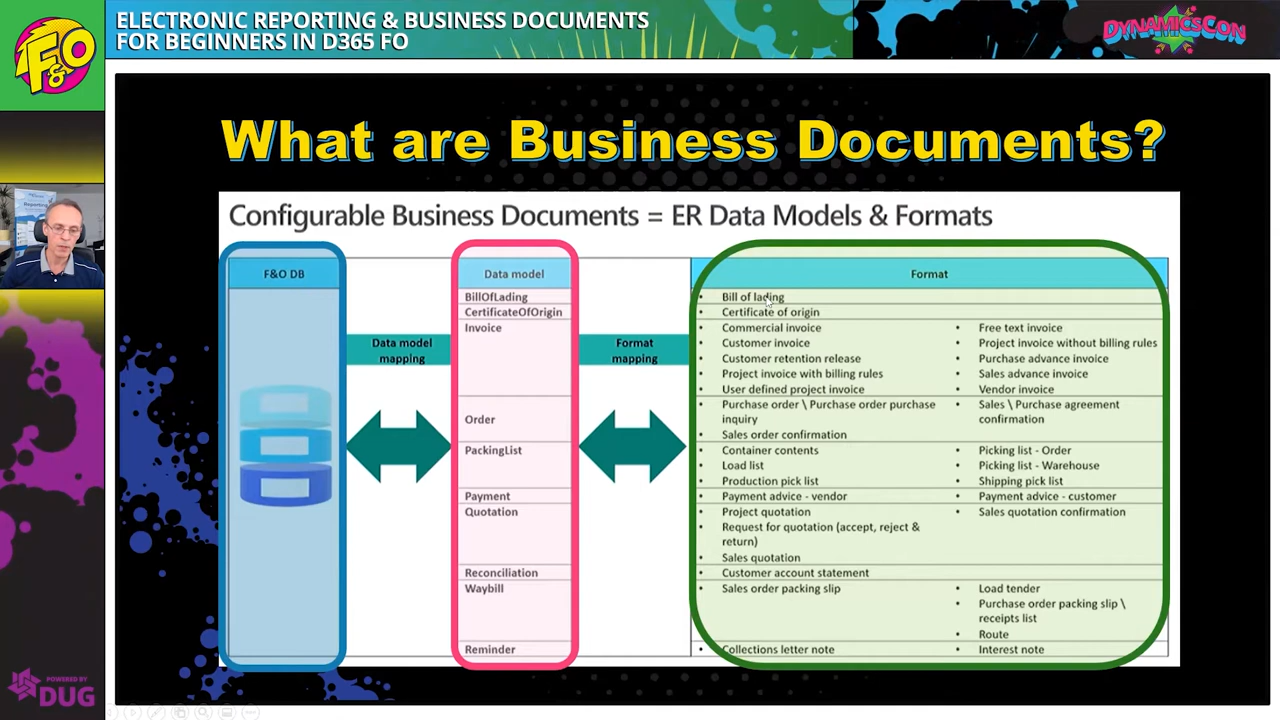 F&O
ELECTRONIC REPORTING & BUSINESS DOCUMENTS
FOR BEGINNERS IN D365 FO
DYNAMICSCON
What are Business Documents?
Configurable Business Documents = ER Data Models & Formats
F&O DB
Data model
mapping
Data model
BillOfLading
CertificateOfOrigin
Invoice
Order
PackingList
Payment
Quotation
Reconciliation
Waybill
Reminder
Format
mapping
Format
• Bill of lading
• Certificate of origin
• Commercial invoice
• Customer invoice
• Customer retention release
• Project invoice with billing rules
• User defined project invoice
• Free text invoice
• Project invoice without billing rules
• Purchase advance invoice
• Sales advance invoice
• Vendor invoice
• Purchase order \ Purchase order purchase
inquiry
• Sales order confirmation
• Sales \ Purchase agreement
confirmation
• Container contents
• Load list
• Production pick list
• Picking list - Order
• Picking list - Warehouse
• Shipping pick list
• Payment advice - vendor
• Payment advice - customer
• Project quotation
• Request for quotation (accept, reject &
return)
• Sales quotation
• Sales quotation confirmation
• Customer account statement
• Sales order packing slip
• Load tender
• Purchase order packing slip \
receipts list
• Route
• Collections letter note
• Interest note
POWERED BY
DUG